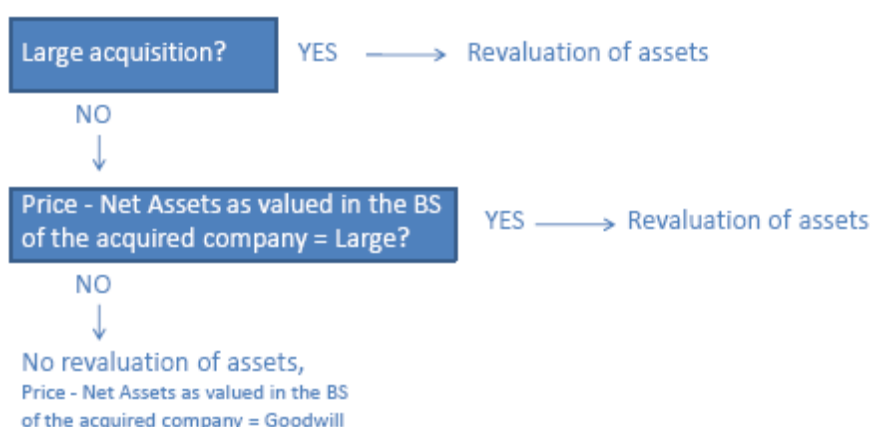 Large acquisition?
YES
Revaluation of assets
NO
Price - Net Assets as valued in the BS
of the acquired company = Large?
YES
Revaluation of assets
NO
No revaluation of assets,
Price - Net Assets as valued in the BS
of the acquired company = Goodwill